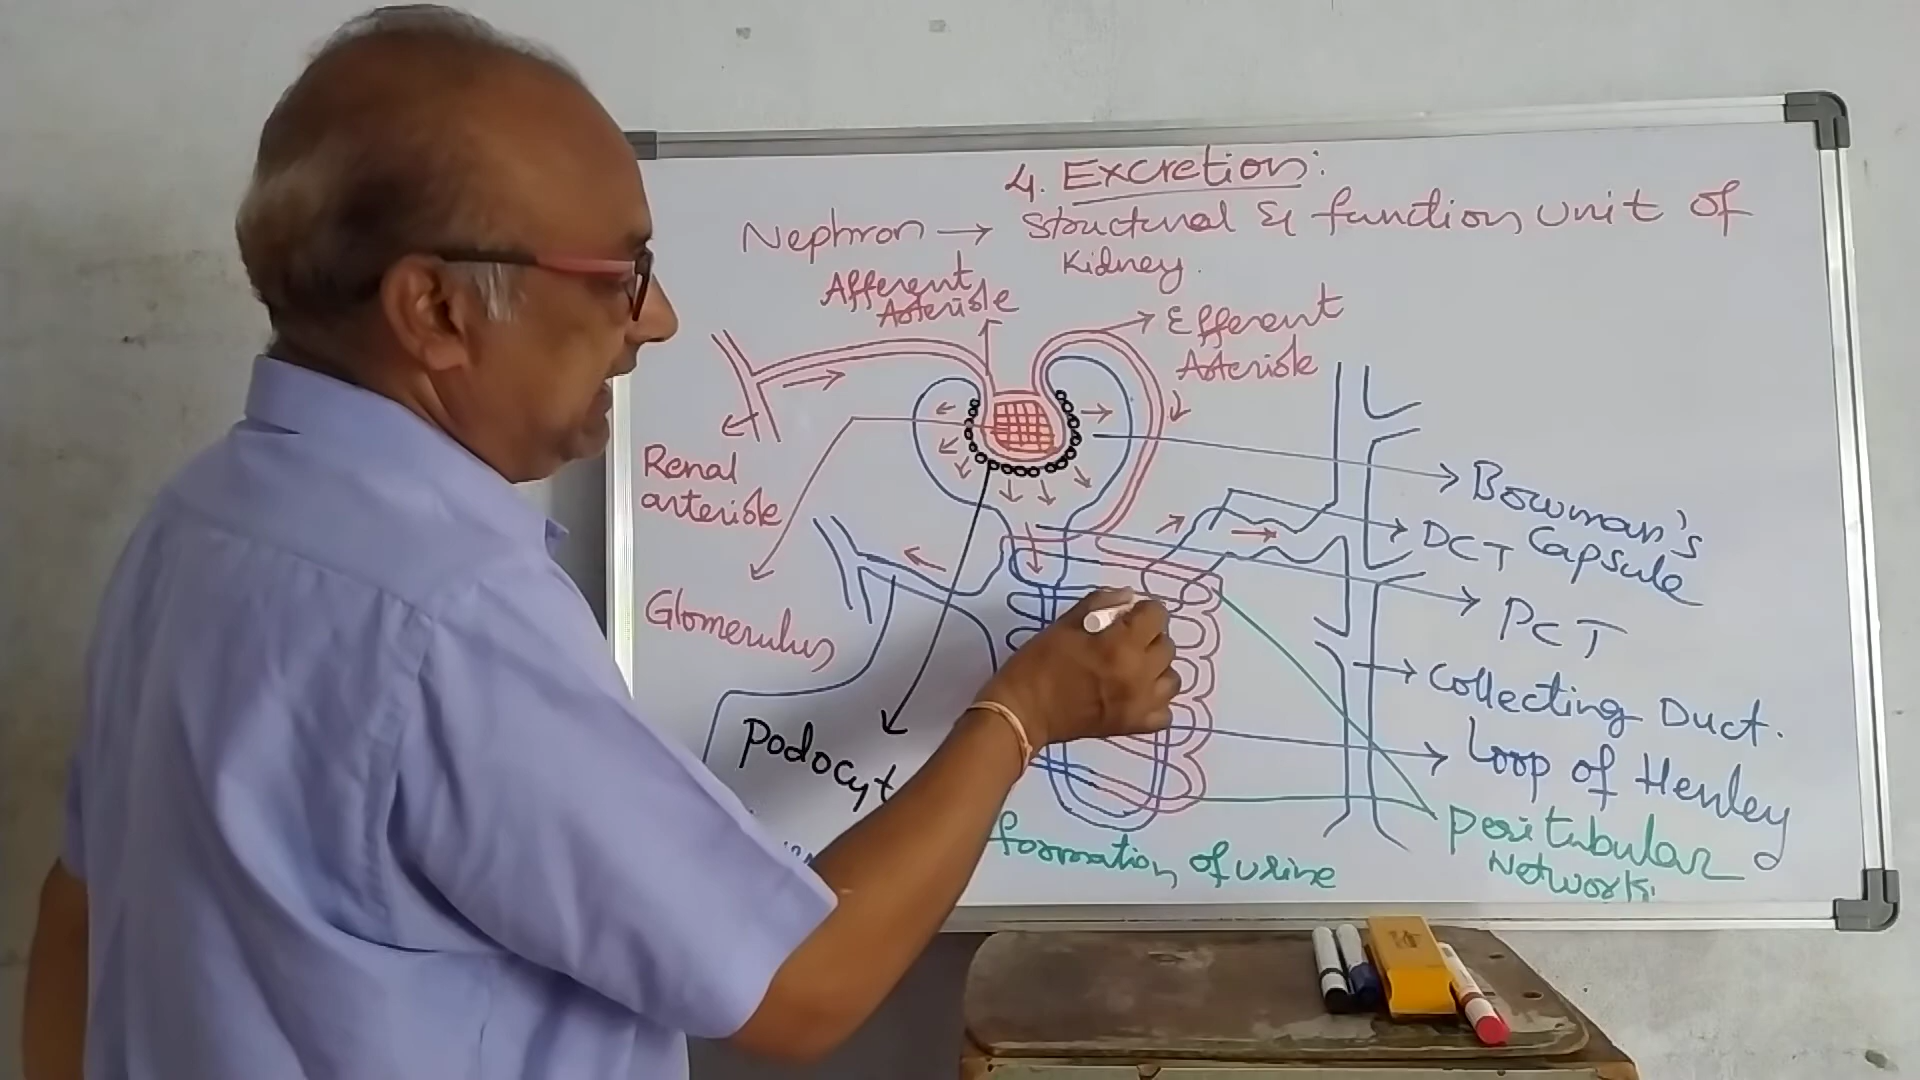 4. Excretion:
Nephron → Structural & function unit of
Kidney.
Afferent
Arteriole
Efferent
Arteriole
Renal
arteriole
Bowman's
Capsule
DCT
PCT
Glomerulus
Collecting Duct.
Podocyt
Loop of Henley
Peritubular
Network.
formation of urine